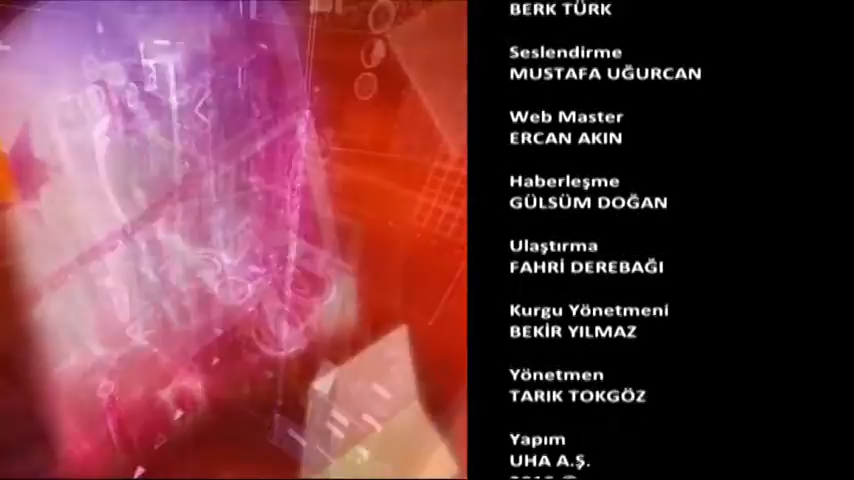 BERK TÜRK
Seslendirme
MUSTAFA UĞURCAN
Web Master
ERCAN AKIN
Haberleşme
GÜLSÜM DOĞAN
Ulaştırma
FAHRİ DEREBAĞI
Kurgu Yönetmeni
BEKİR YILMAZ
Yönetmen
TARIK TOKGÖZ
Yapım
UHA A.Ş.